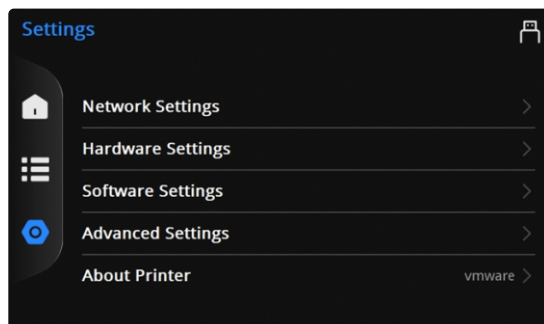 Settings
Network Settings
Hardware Settings
Software Settings
Advanced Settings
About Printer vmware